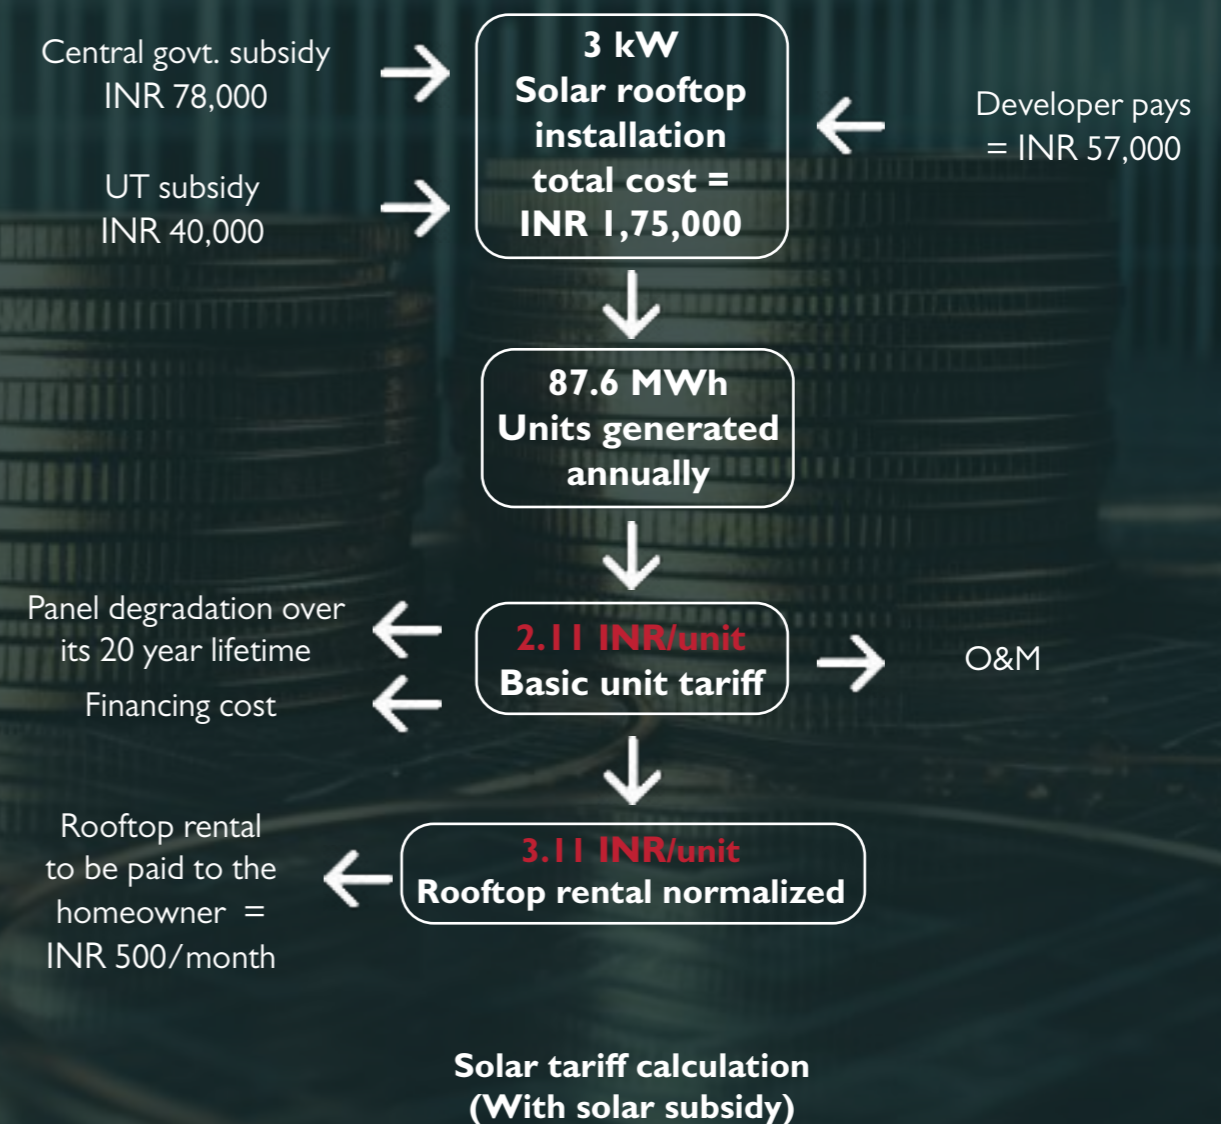 Central govt. subsidy
INR 78,000
UT subsidy
INR 40,000
3 kW
Solar rooftop
installation
total cost =
INR 1,75,000
Developer pays
= INR 57,000
87.6 MWh
Units generated
annually
Panel degradation over
its 20 year lifetime
Financing cost
2.11 INR/unit
Basic unit tariff
O&M
Rooftop rental
to be paid to the
homeowner =
INR 500/month
3.11 INR/unit
Rooftop rental normalized
Solar tariff calculation
(With solar subsidy)